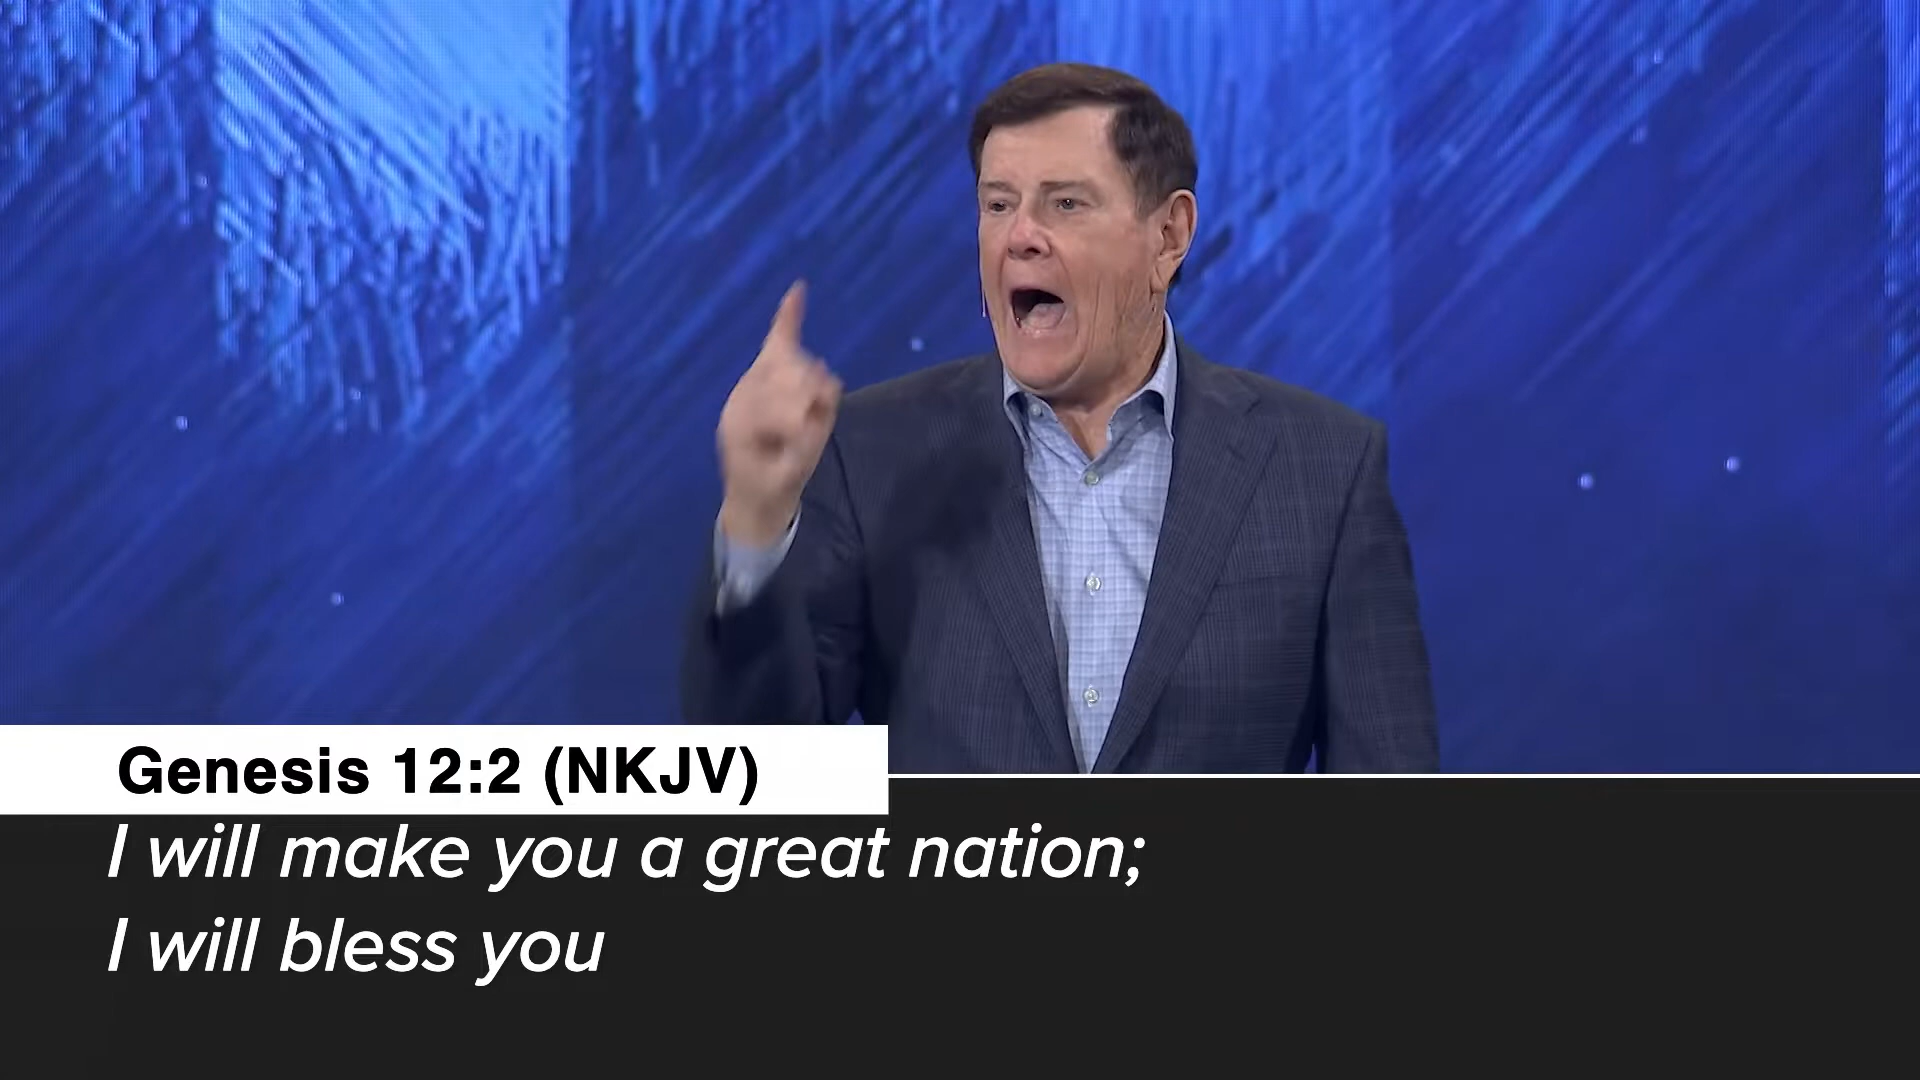 Genesis 12:2 (NKJV)
I will make you a great nation;
I will bless you